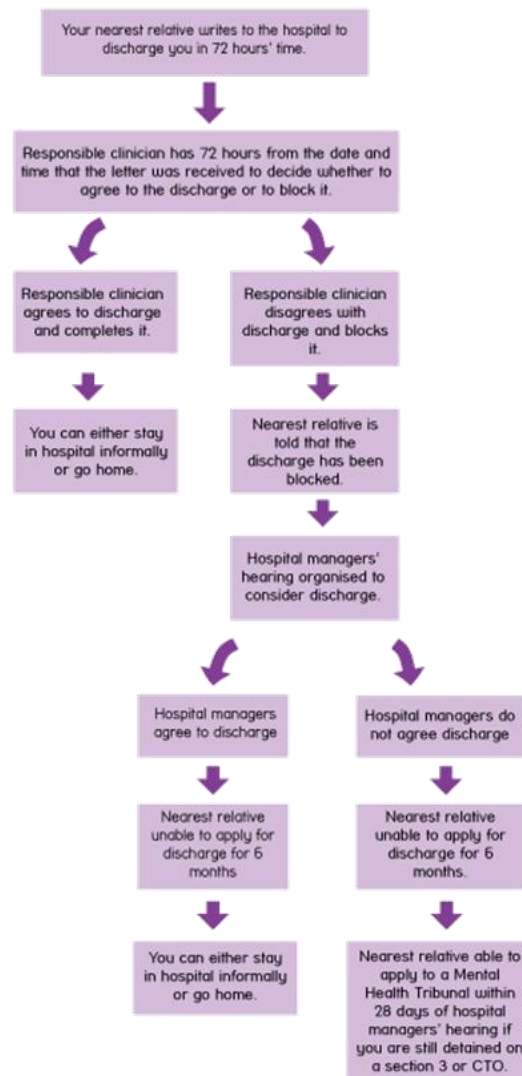 Your nearest relative writes to the hospital to
discharge you in 72 hours' time.
Responsible clinician has 72 hours from the date and
time that the letter was received to decide whether to
agree to the discharge or to block it.
Responsible clinician
agrees to discharge
and completes it.
You can either stay
in hospital informally
or go home.
Responsible clinician
disagrees with
discharge and blocks
it.
Nearest relative is
told that the
discharge has been
blocked.
Hospital managers'
hearing organised to
consider discharge.
Hospital managers
agree to discharge
Nearest relative
unable to apply for
discharge for 6
months
You can either stay
in hospital informally
or go home.
Hospital managers do
not agree discharge
Nearest relative
unable to apply for
discharge for 6
months.
Nearest relative able to
apply to a Mental
Health Tribunal within
28 days of hospital
managers' hearing if
you are still detained on
a section 3 or CTO.